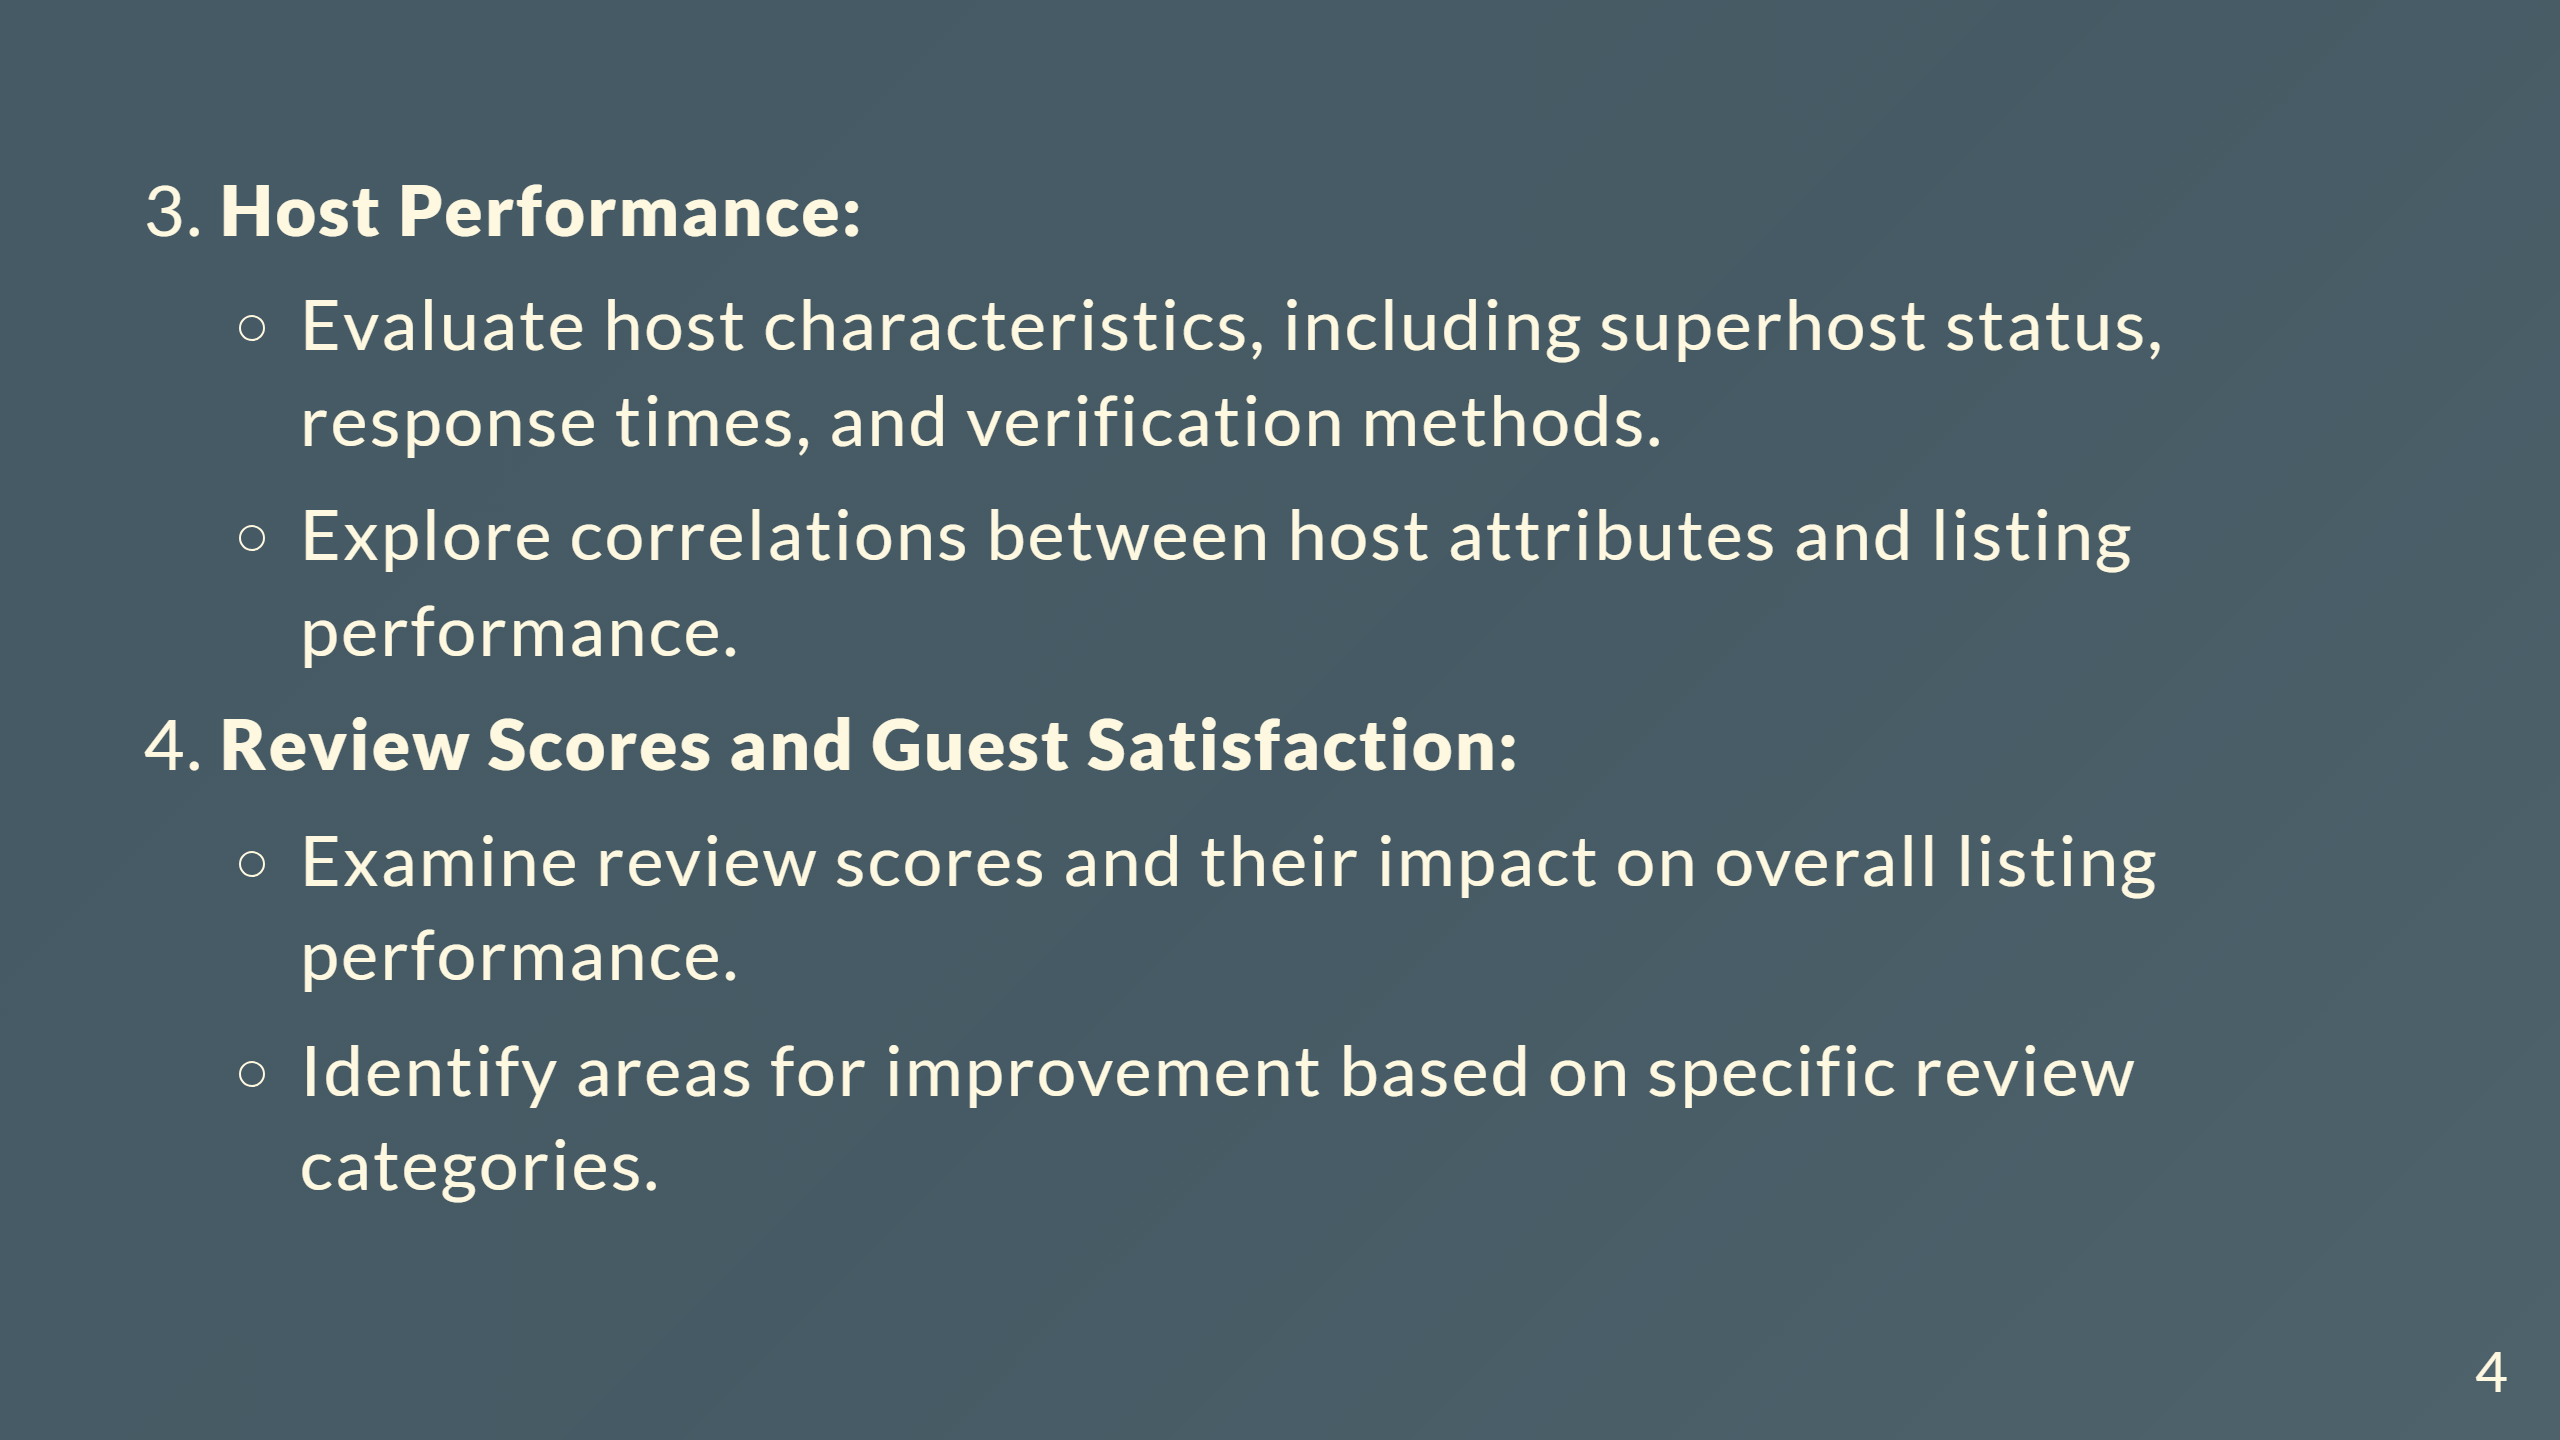 3. Host Performance:
○ Evaluate host characteristics, including superhost status,
response times, and verification methods.
○ Explore correlations between host attributes and listing
performance.
4. Review Scores and Guest Satisfaction:
○ Examine review scores and their impact on overall listing
performance.
○ Identify areas for improvement based on specific review
categories.
4